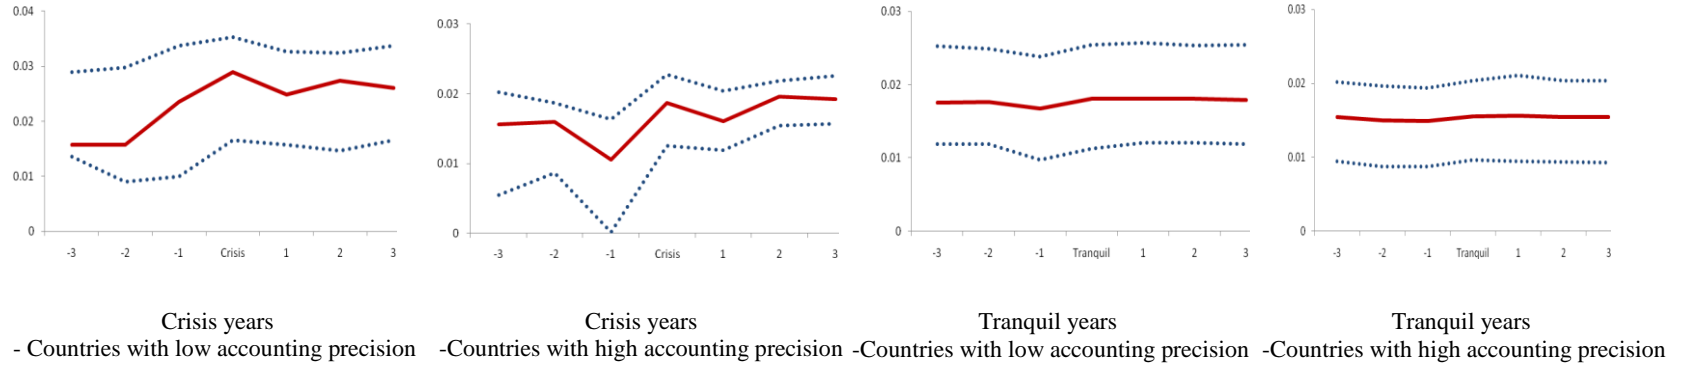 0.04
0.03
0.02
0.01
0
-3 -2 -1 Crisis 1 2 3
0.03
0.02
0.01
0
-3 -2 -1 Crisis 1 2 3
0.03
0.02
0.01
0
-3 -2 -1 Tranquil 1 2 3
0.03
0.02
0.01
0
-3 -2 -1 Tranquil 1 2 3
Crisis years
- Countries with low accounting precision
Crisis years
-Countries with high accounting precision
Tranquil years
-Countries with low accounting precision
Tranquil years
-Countries with high accounting precision